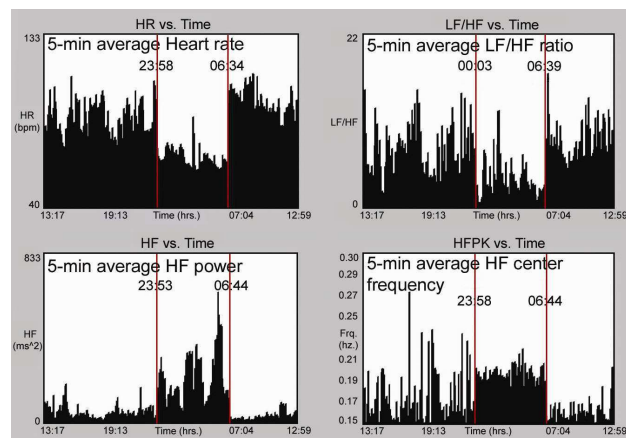 HR vs. Time
133
5-min average Heart rate
23:58 06:34
HR
(bpm)
40
13:17 19:13 Time (hrs.) 07:04 12:59
LF/HF vs. Time
22
5-min average LF/HF ratio
00:03 06:39
LF/HF
0
13:17 19:13 Time (hrs.) 07:04 12:59
HF vs. Time
833
5-min average HF power
23:53 06:44
HF
(ms^2)
0
13:17 19:13 Time (hrs.) 07:04 12:59
HFPK vs. Time
0.30
5-min average HF center
0.29
frequency
0.27
23:58 06:44
0.25
Frq.
(hz.)
0.21
0.19
0.17
0.15
13:17 19:13 Time (hrs.) 07:04 12:59